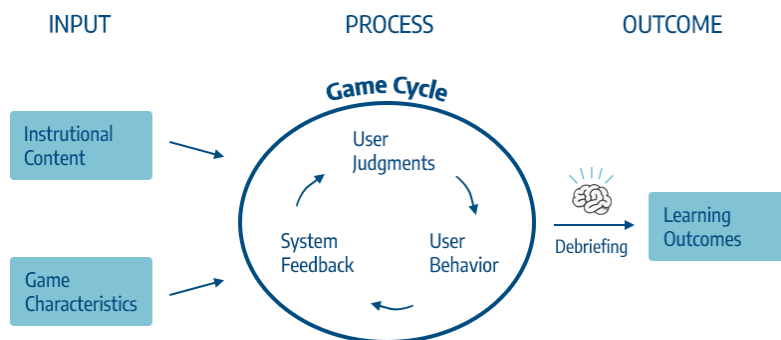 INPUT
PROCESS
OUTCOME
Game Cycle
Instrutional
Content
User
Judgments
System
Feedback
User
Behavior
Game
Characteristics
Debriefing
Learning
Outcomes